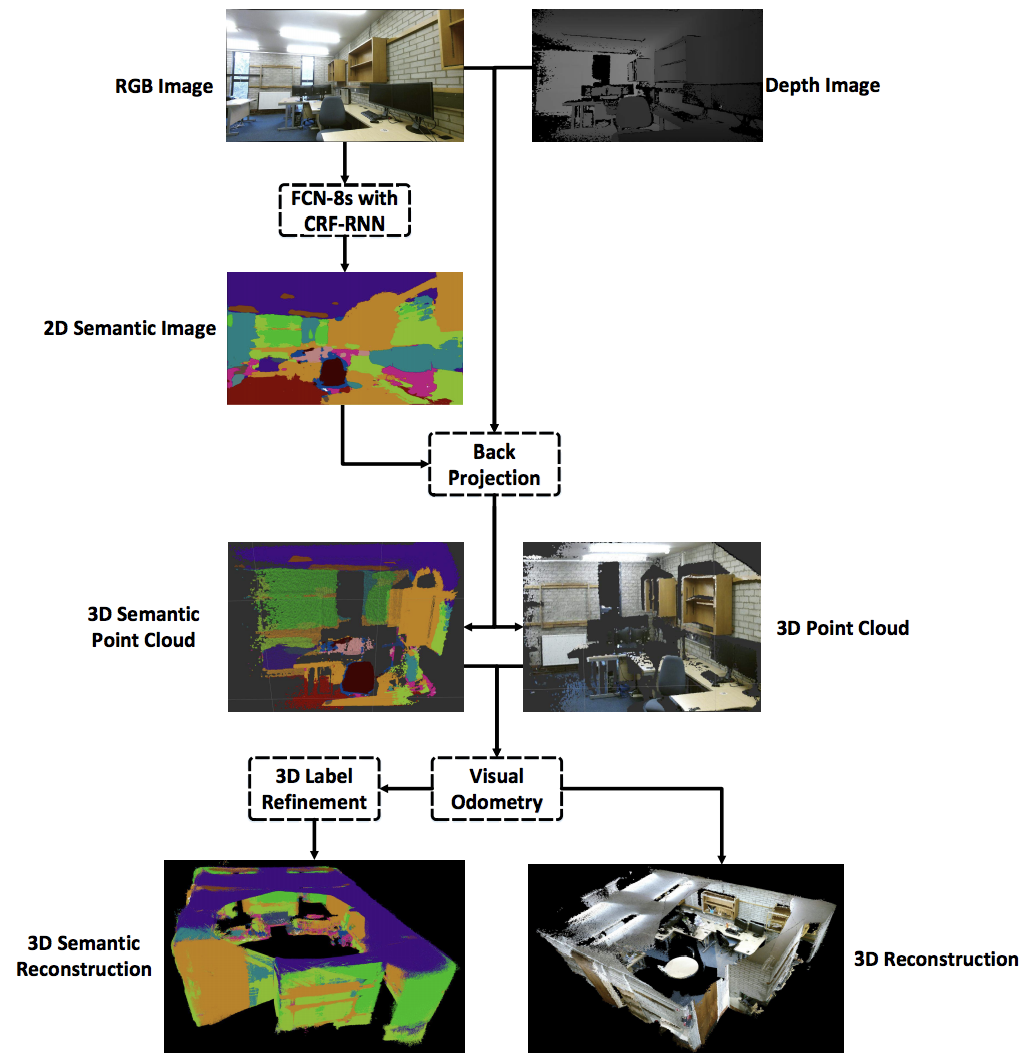 RGB Image
Depth Image
FCN-8s with
CRF-RNN
2D Semantic Image
Back
Projection
3D Semantic
Point Cloud
3D Point Cloud
3D Label
Refinement
Visual
Odometry
3D Semantic
Reconstruction
3D Reconstruction